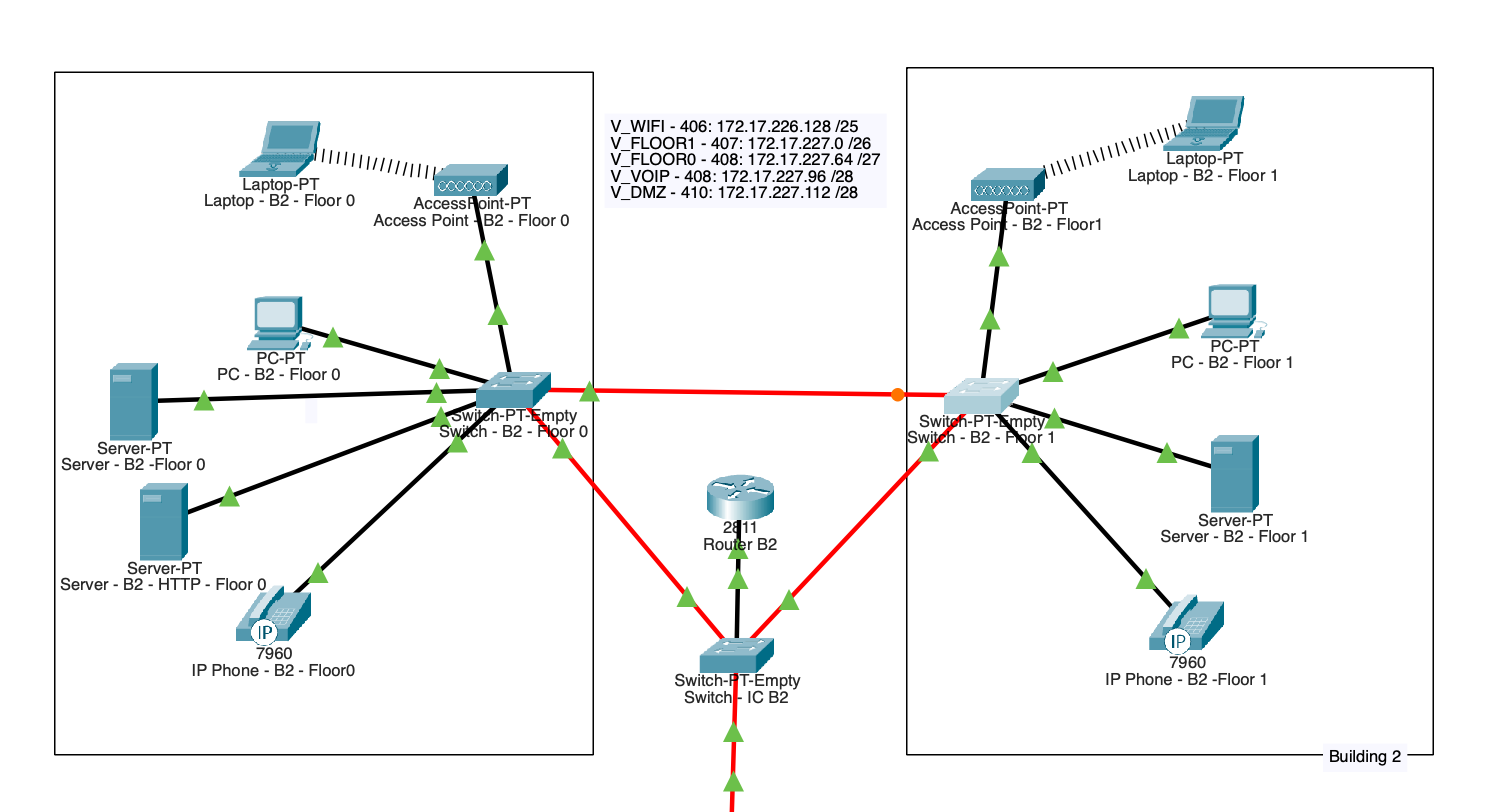 Laptop-PT
Laptop - B2 - Floor 0
AccessPoint-PT
Access Point - B2 - Floor 0
PC-PT
PC - B2 - Floor 0
Server-PT
Server - B2 -Floor 0
Server-PT
Server - B2 - HTTP - Floor 0
7960
IP
IP Phone - B2 - Floor0
Switch-PT-Empty
Switch - B2 - Floor 0
V_WIFI - 406: 172.17.226.128 /25
V_FLOOR1 - 407: 172.17.227.0 /26
V_FLOOR0 - 408: 172.17.227.64 /27
V_VOIP - 408: 172.17.227.96 /28
V_DMZ - 410: 172.17.227.112 /28
2811
Router B2
Switch-PT-Empty
Switch - IC B2
Laptop-PT
Laptop - B2 - Floor 1
AccessPoint-PT
Access Point - B2 - Floor1
PC-PT
PC - B2 - Floor 1
Switch-PT-Empty
Switch - B2 - Floor 1
Server-PT
Server - B2 - Floor 1
IP
7960
IP Phone - B2 -Floor 1
Building 2